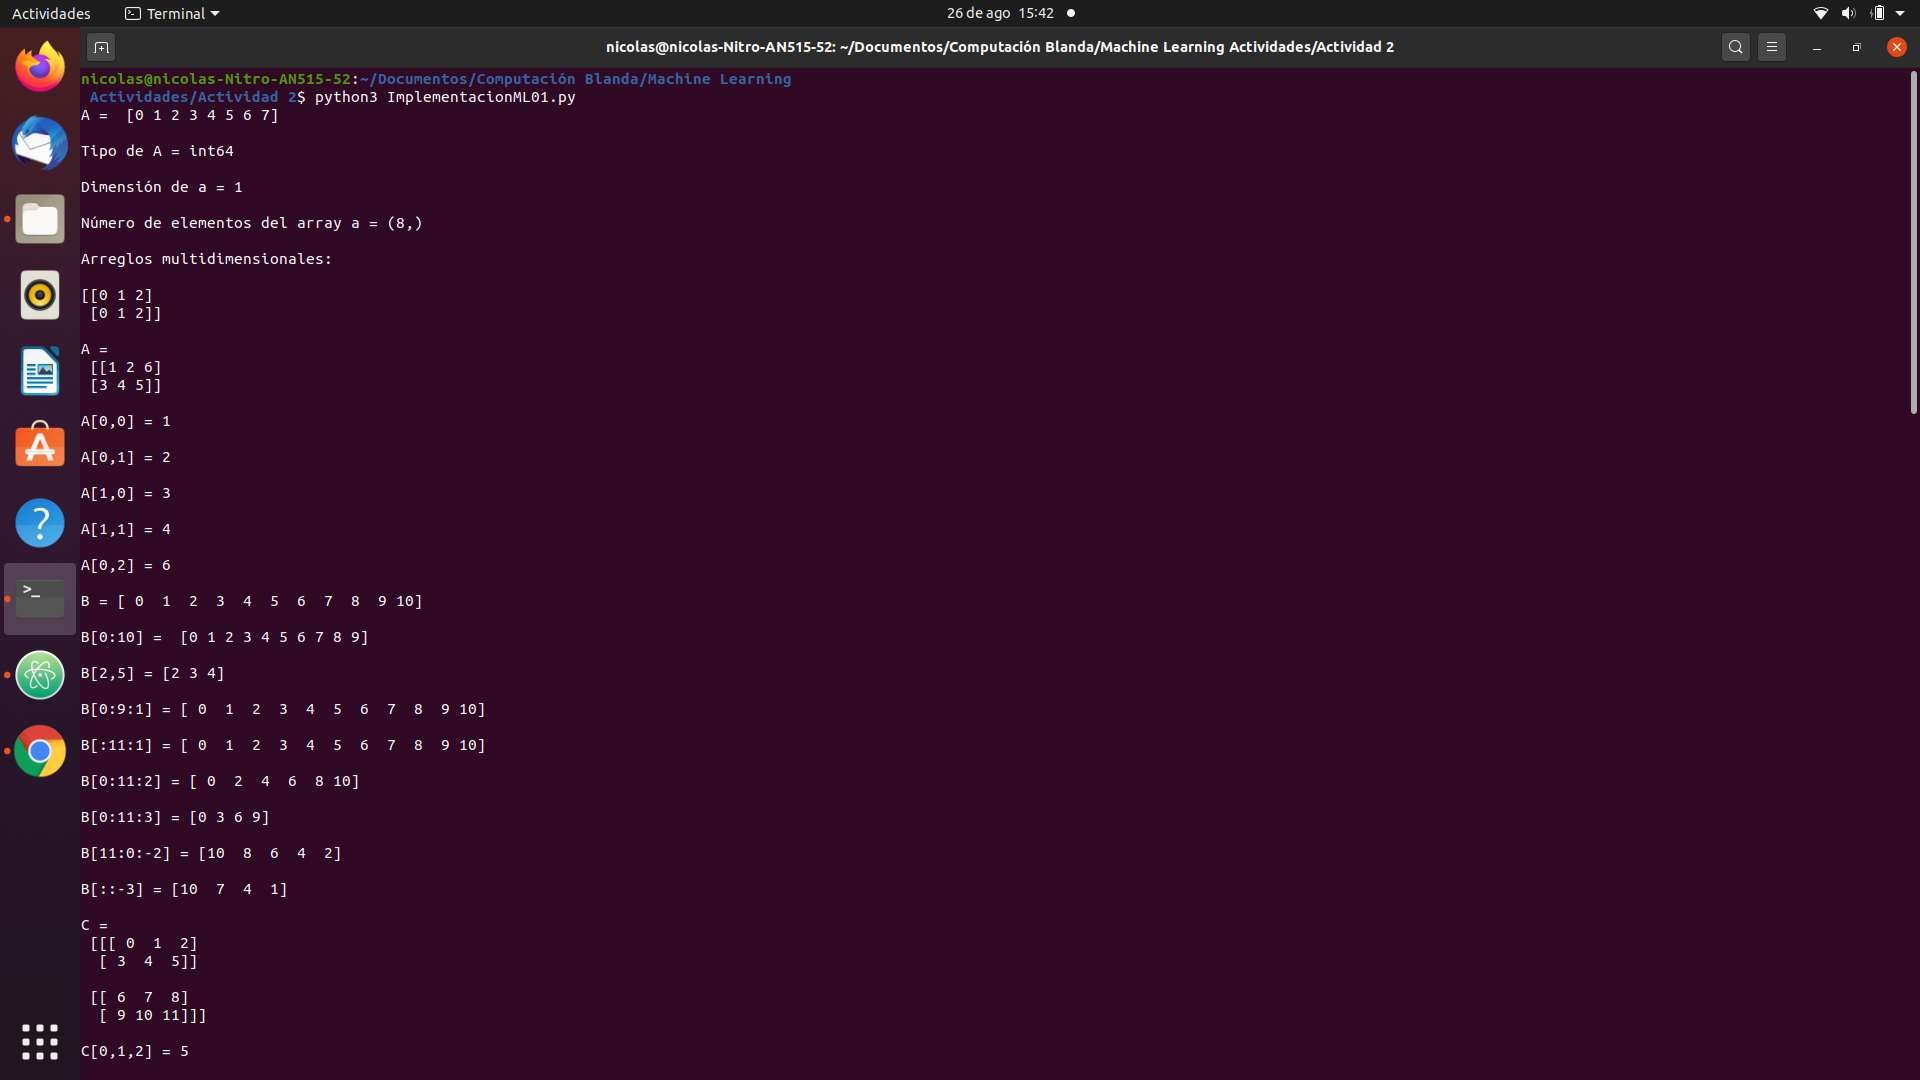 Actividades
Terminal
26 de ago 15:42
nicolas@nicolas-Nitro-AN515-52: ~/Documentos/Computación Blanda/Machine Learning Actividades/Actividad 2
nicolas@nicolas-Nitro-AN515-52:~/Documentos/Computación Blanda/Machine Learning
Actividades/Actividad 2$ python3 ImplementacionML01.py
A =  [0 1 2 3 4 5 6 7]
Tipo de A = int64
Dimensión de a = 1
Número de elementos del array a = (8,)
Arreglos multidimensionales:
[[0 1 2]
 [0 1 2]]
A =
 [[1 2 6]
 [3 4 5]]
A[0,0] = 1
A[0,1] = 2
A[1,0] = 3
A[1,1] = 4
A[0,2] = 6
B = [ 0  1  2  3  4  5  6  7  8  9 10]
B[0:10] =  [0 1 2 3 4 5 6 7 8 9]
B[2,5] = [2 3 4]
B[0:9:1] = [ 0  1  2  3  4  5  6  7  8  9 10]
B[:11:1] = [ 0  1  2  3  4  5  6  7  8  9 10]
B[0:11:2] = [ 0  2  4  6  8 10]
B[0:11:3] = [0 3 6 9]
B[11:0:-2] = [10  8  6  4  2]
B[::-3] = [10  7  4  1]
C =
 [[[ 0  1  2]
  [ 3  4  5]]
 [[ 6  7  8]
  [ 9 10 11]]]
C[0,1,2] = 5